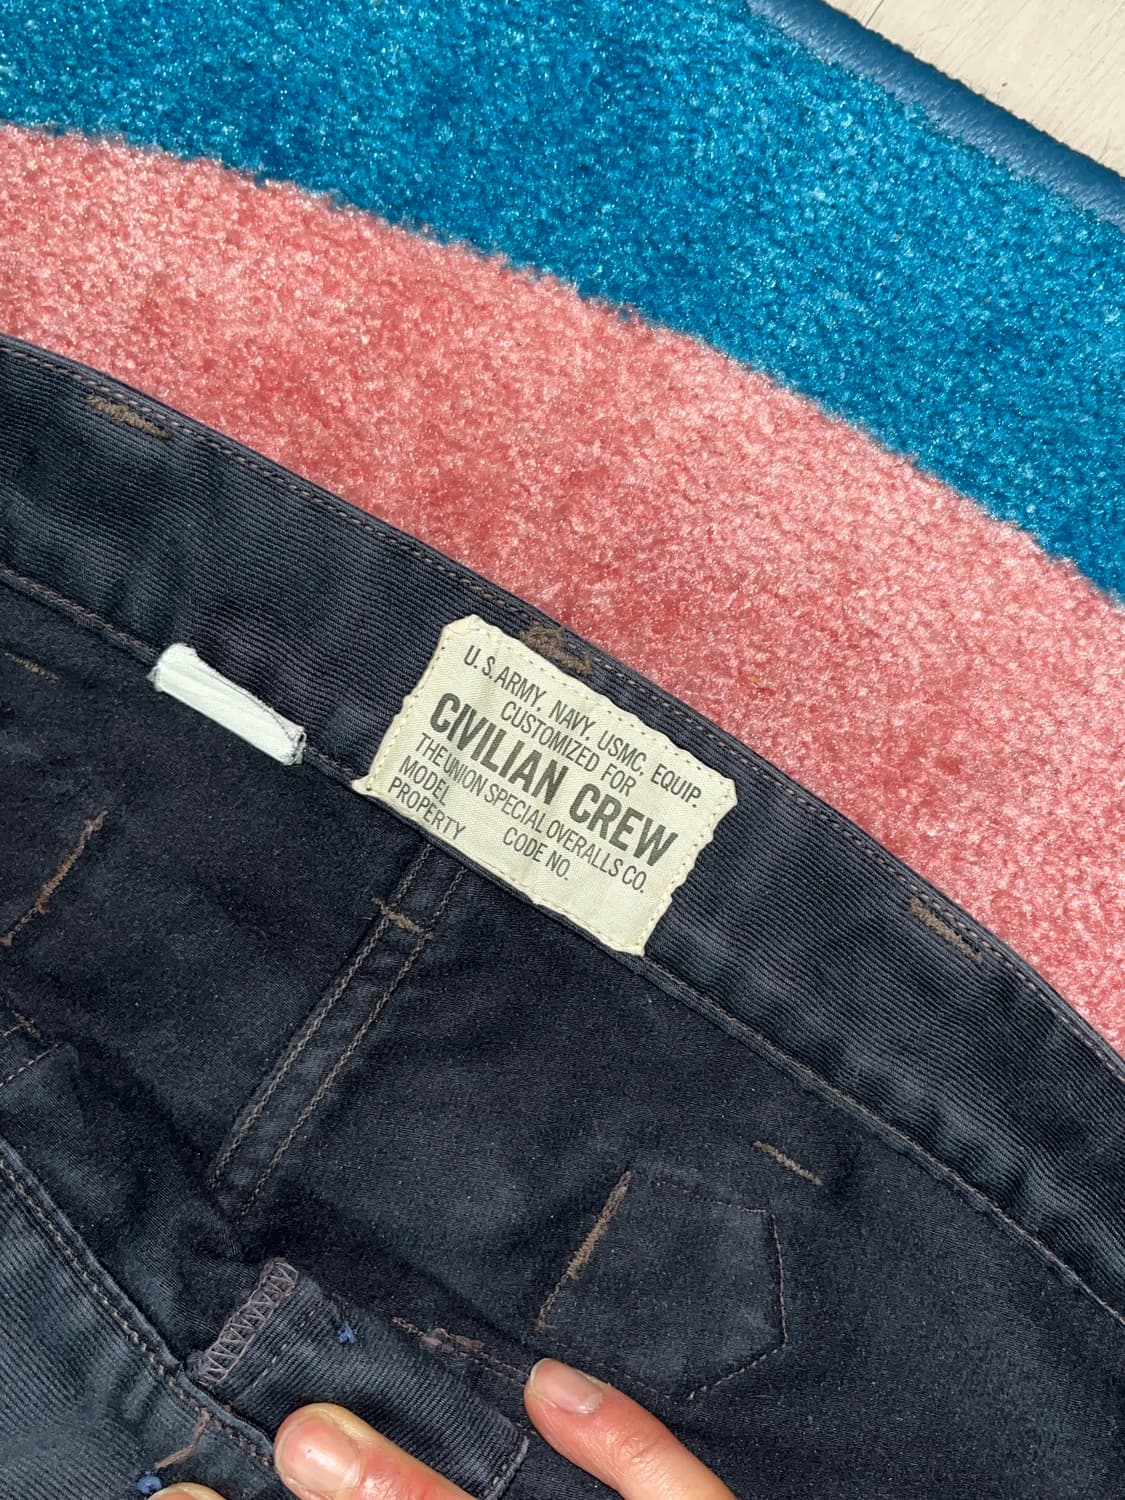 U.S. ARMY, NAVY, USMC, EQUIP.
CUSTOMIZED FOR
CIVILIAN CREW
THE UNION SPECIAL OVERALLS CO.
MODEL CODE NO.
PROPERTY